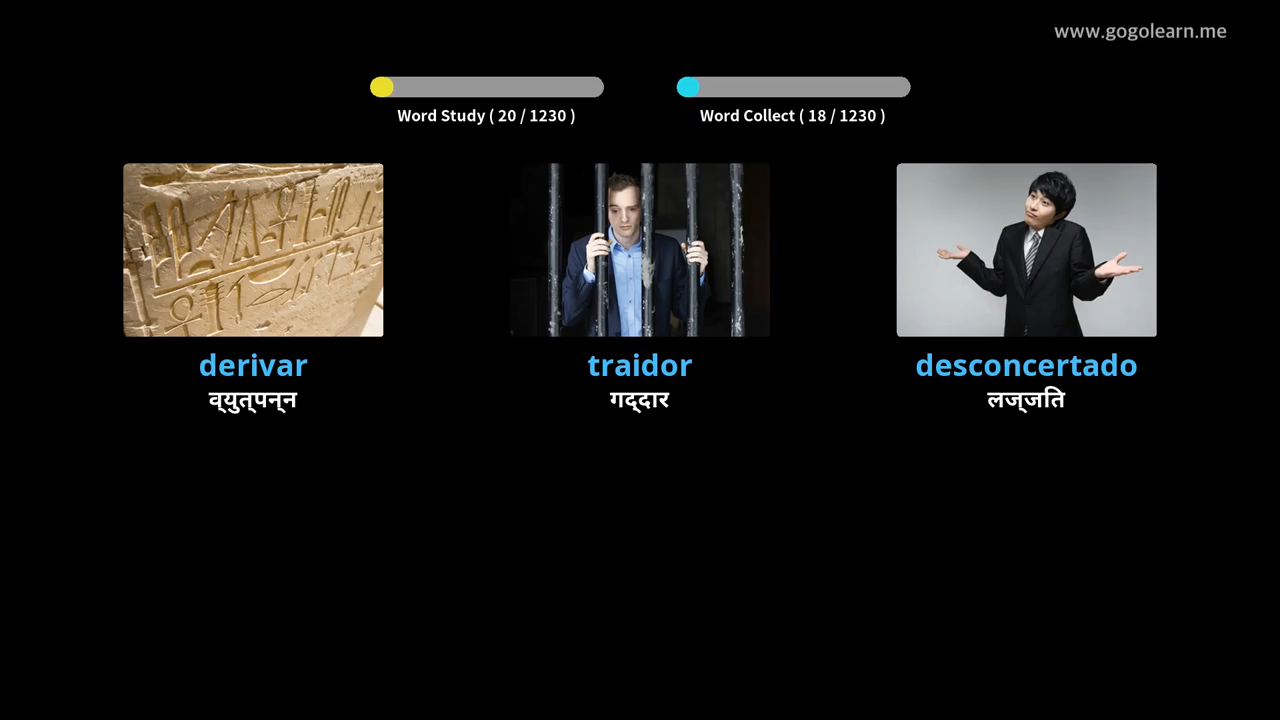 www.gogolearn.me
Word Study ( 20 / 1230 )
Word Collect ( 18 / 1230 )
derivar
traidor
desconcertado
व्युत्पन्न
गद्दार
लज्जति